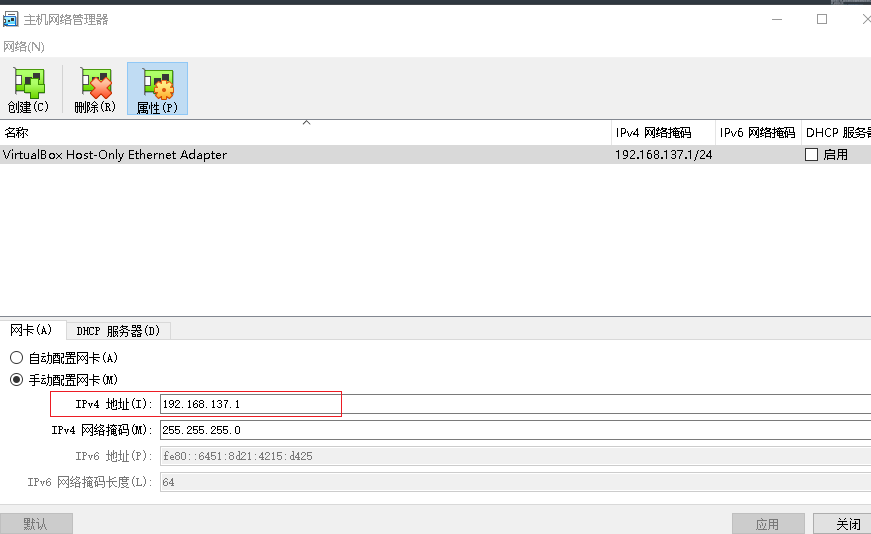 主机网络管理器
网络(N)
创建(C) 删除(R) 属性(P)
名称 IPv4 网络掩码 IPv6 网络掩码 DHCP 服务器
VirtualBox Host-Only Ethernet Adapter 192.168.137.1/24 启用
网卡(A) DHCP 服务器(D)
自动配置网卡(A)
手动配置网卡(M)
IPv4 地址(I): 192.168.137.1
IPv4 网络掩码(M): 255.255.255.0
IPv6 地址(P): fe80::6451:8d21:4215:d425
IPv6 网络掩码长度(L): 64
默认 应用 关闭